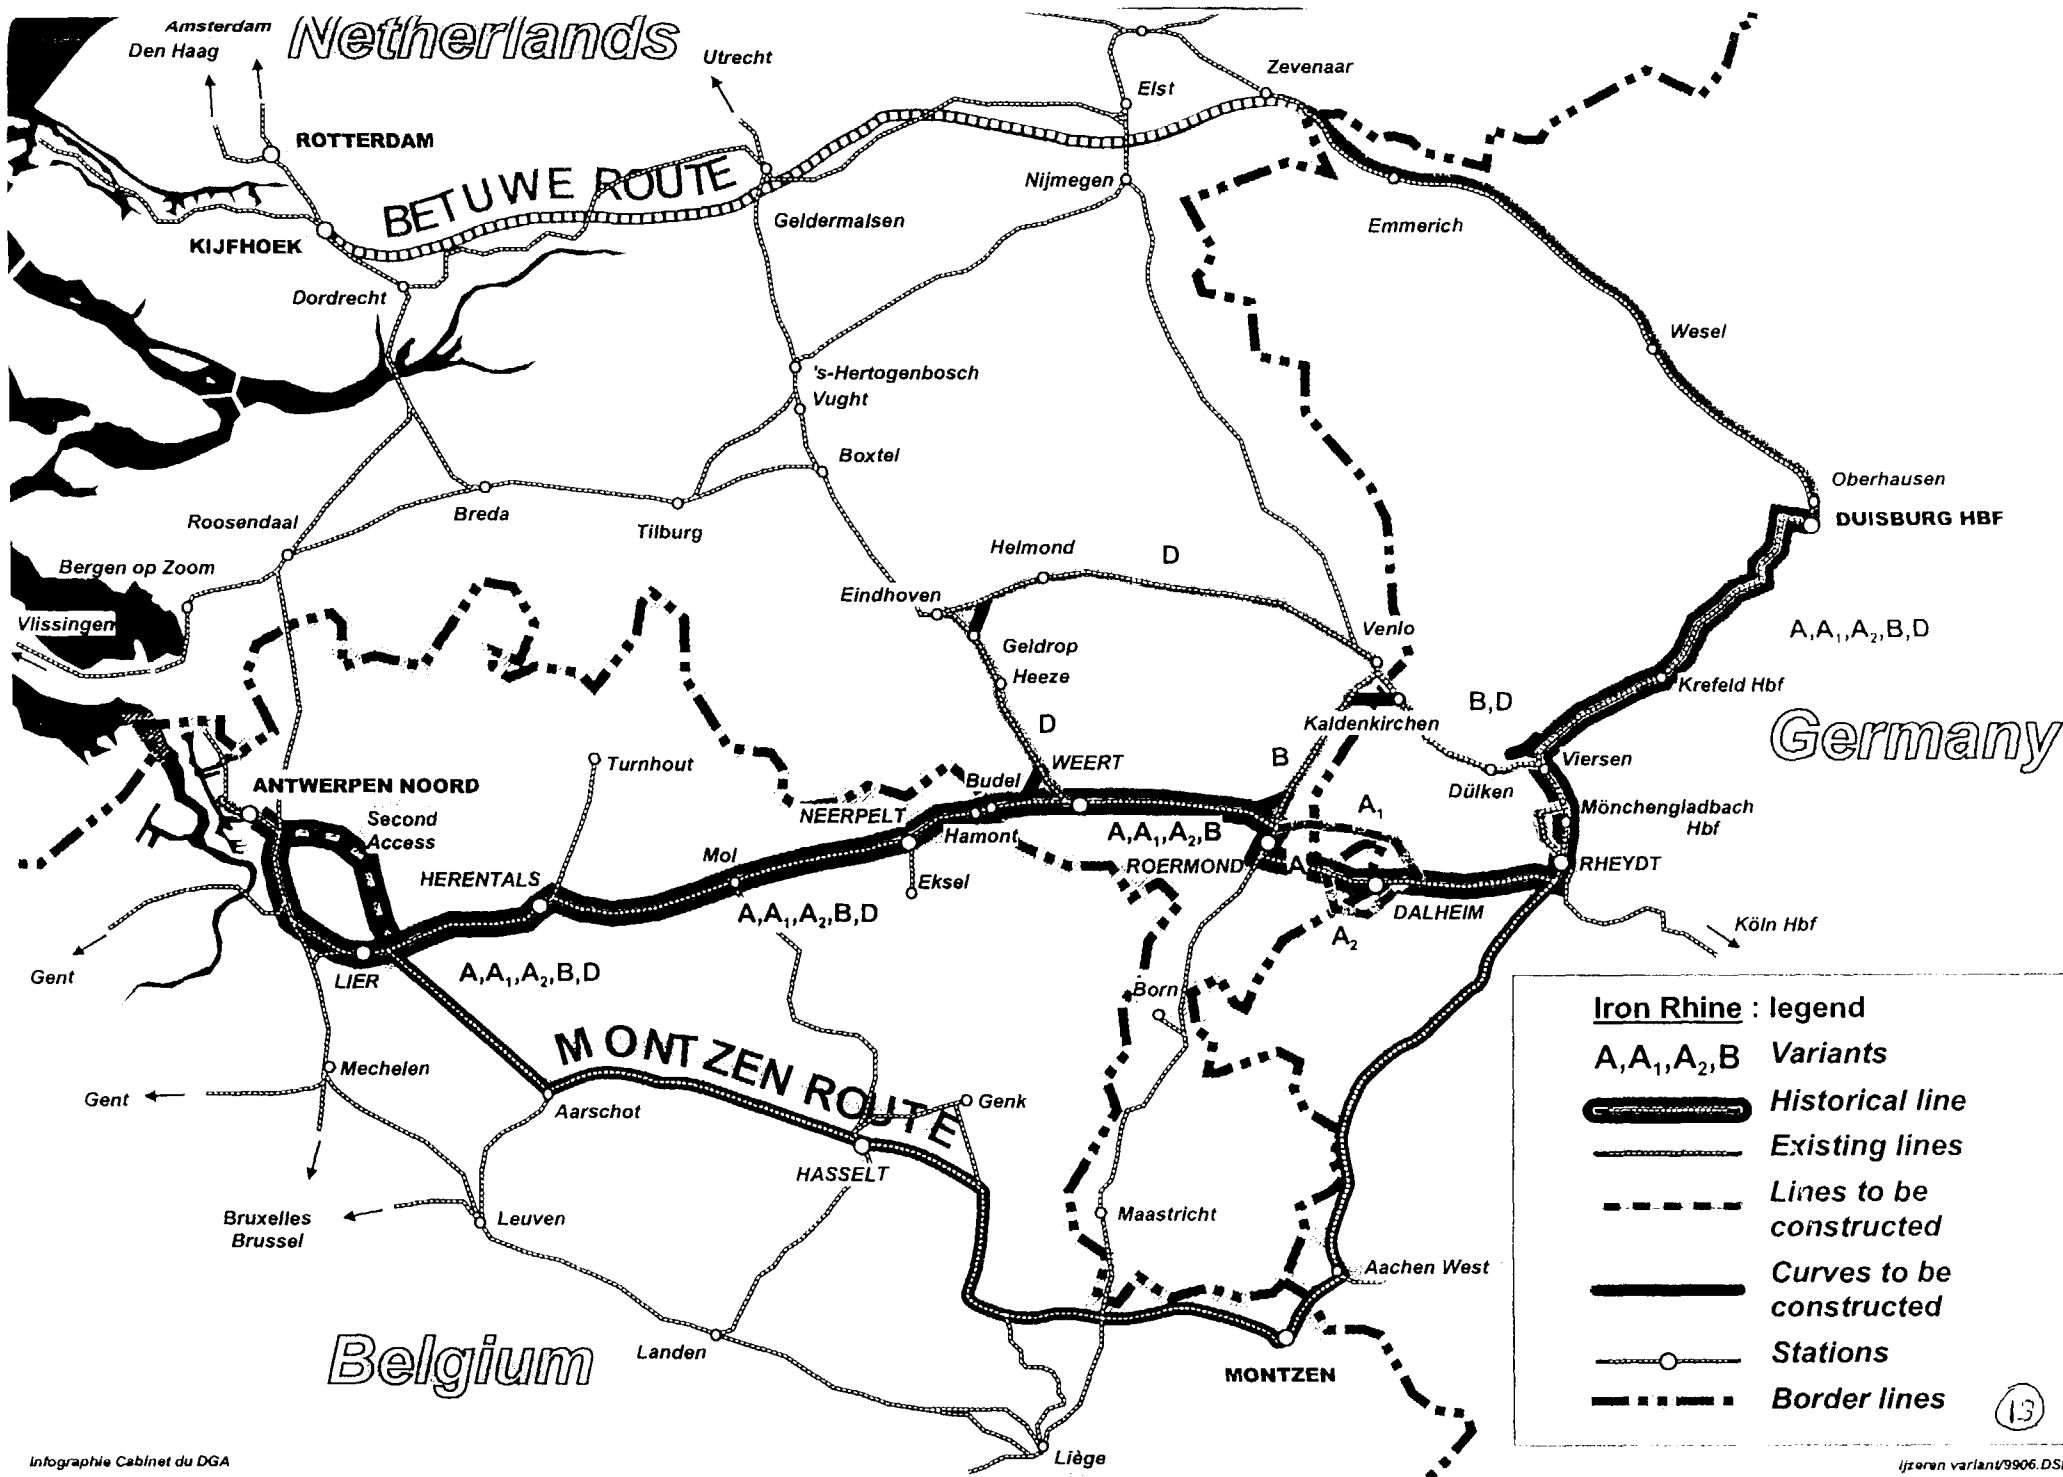 Netherlands
Amsterdam
Den Haag
Utrecht
Zevenaar
Elst
ROTTERDAM
BETUWE ROUTE
Nijmegen
Geldermalsen
Emmerich
KIJFHOEK
Dordrecht
Wesel
's-Hertogenbosch
Vught
Boxtel
Oberhausen
DUISBURG HBF
Roosendaal
Breda
Tilburg
Helmond
D
Bergen op Zoom
Eindhoven
Vlissingen
Venlo
A,A1,A2,B,D
Geldrop
Heeze
Krefeld Hbf
B,D
Kaldenkirchen
Germany
D
WEERT
B
Turnhout
Viersen
Budel
Dülken
ANTWERPEN NOORD
Second
Access
NEERPELT
Hamont
A,A1,A2,B
A1
Mönchengladbach
Hbf
Mol
ROERMOND
A
RHEYDT
HERENTALS
Eksel
A,A1,A2,B,D
DALHEIM
A2
Köln Hbf
Gent
LIER
A,A1,A2,B,D
Born
MONTZEN ROUTE
Mechelen
Gent
Aarschot
Genk
HASSELT
Bruxelles
Brussel
Leuven
Maastricht
Aachen West
Belgium
Landen
MONTZEN
Liège
Iron Rhine : legend
A,A1,A2,B Variants
Historical line
Existing lines
Lines to be
constructed
Curves to be
constructed
Stations
Border lines
13
Infographie Cabinet du DGA
ijzeren variant/9906.DS